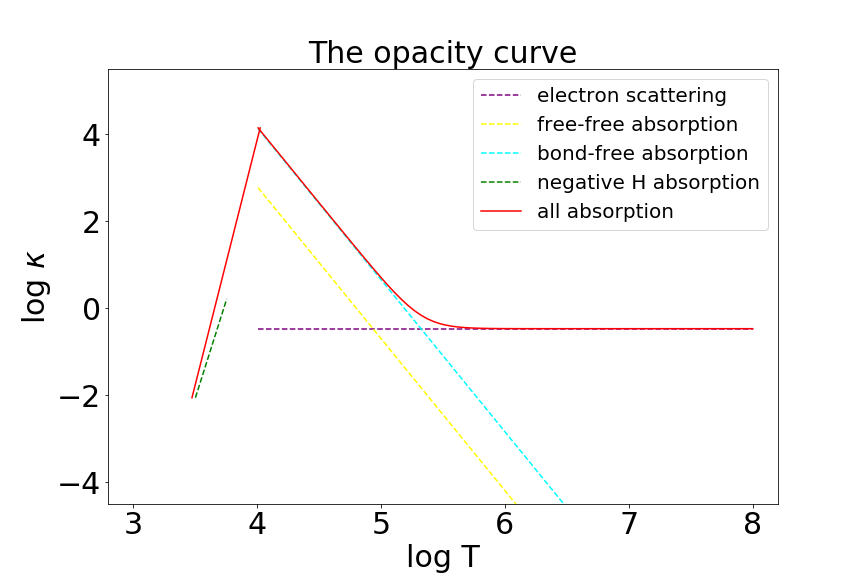 The opacity curve
electron scattering
free-free absorption
bond-free absorption
negative H absorption
all absorption
log κ
4
2
0
−2
−4
3 4 5 6 7 8
log T